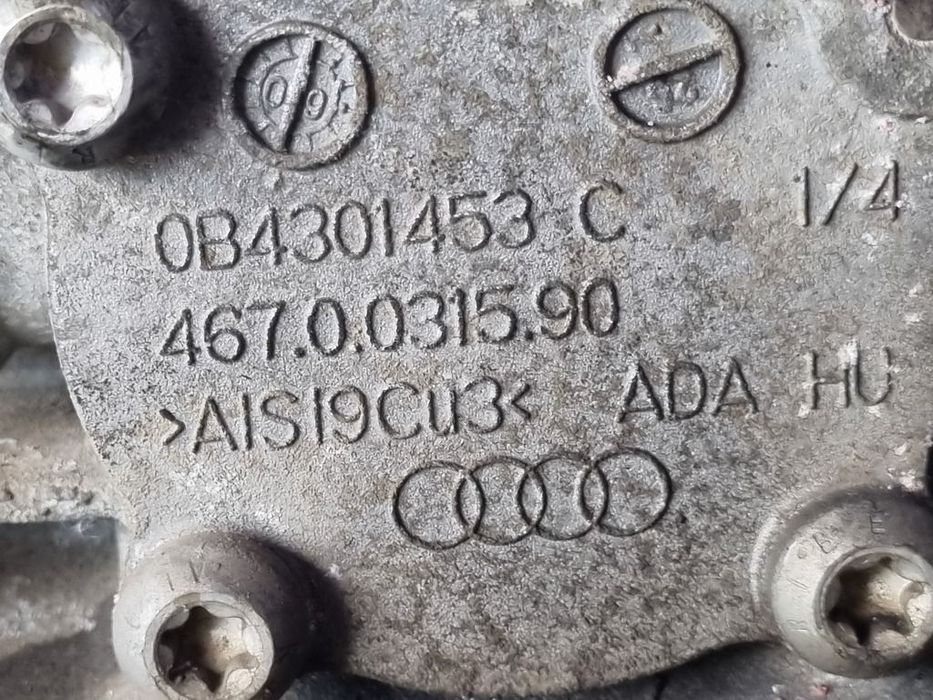 0B4301453 C 1/4
467.0.0315.90
>AlSI9Cu3< ADA HU